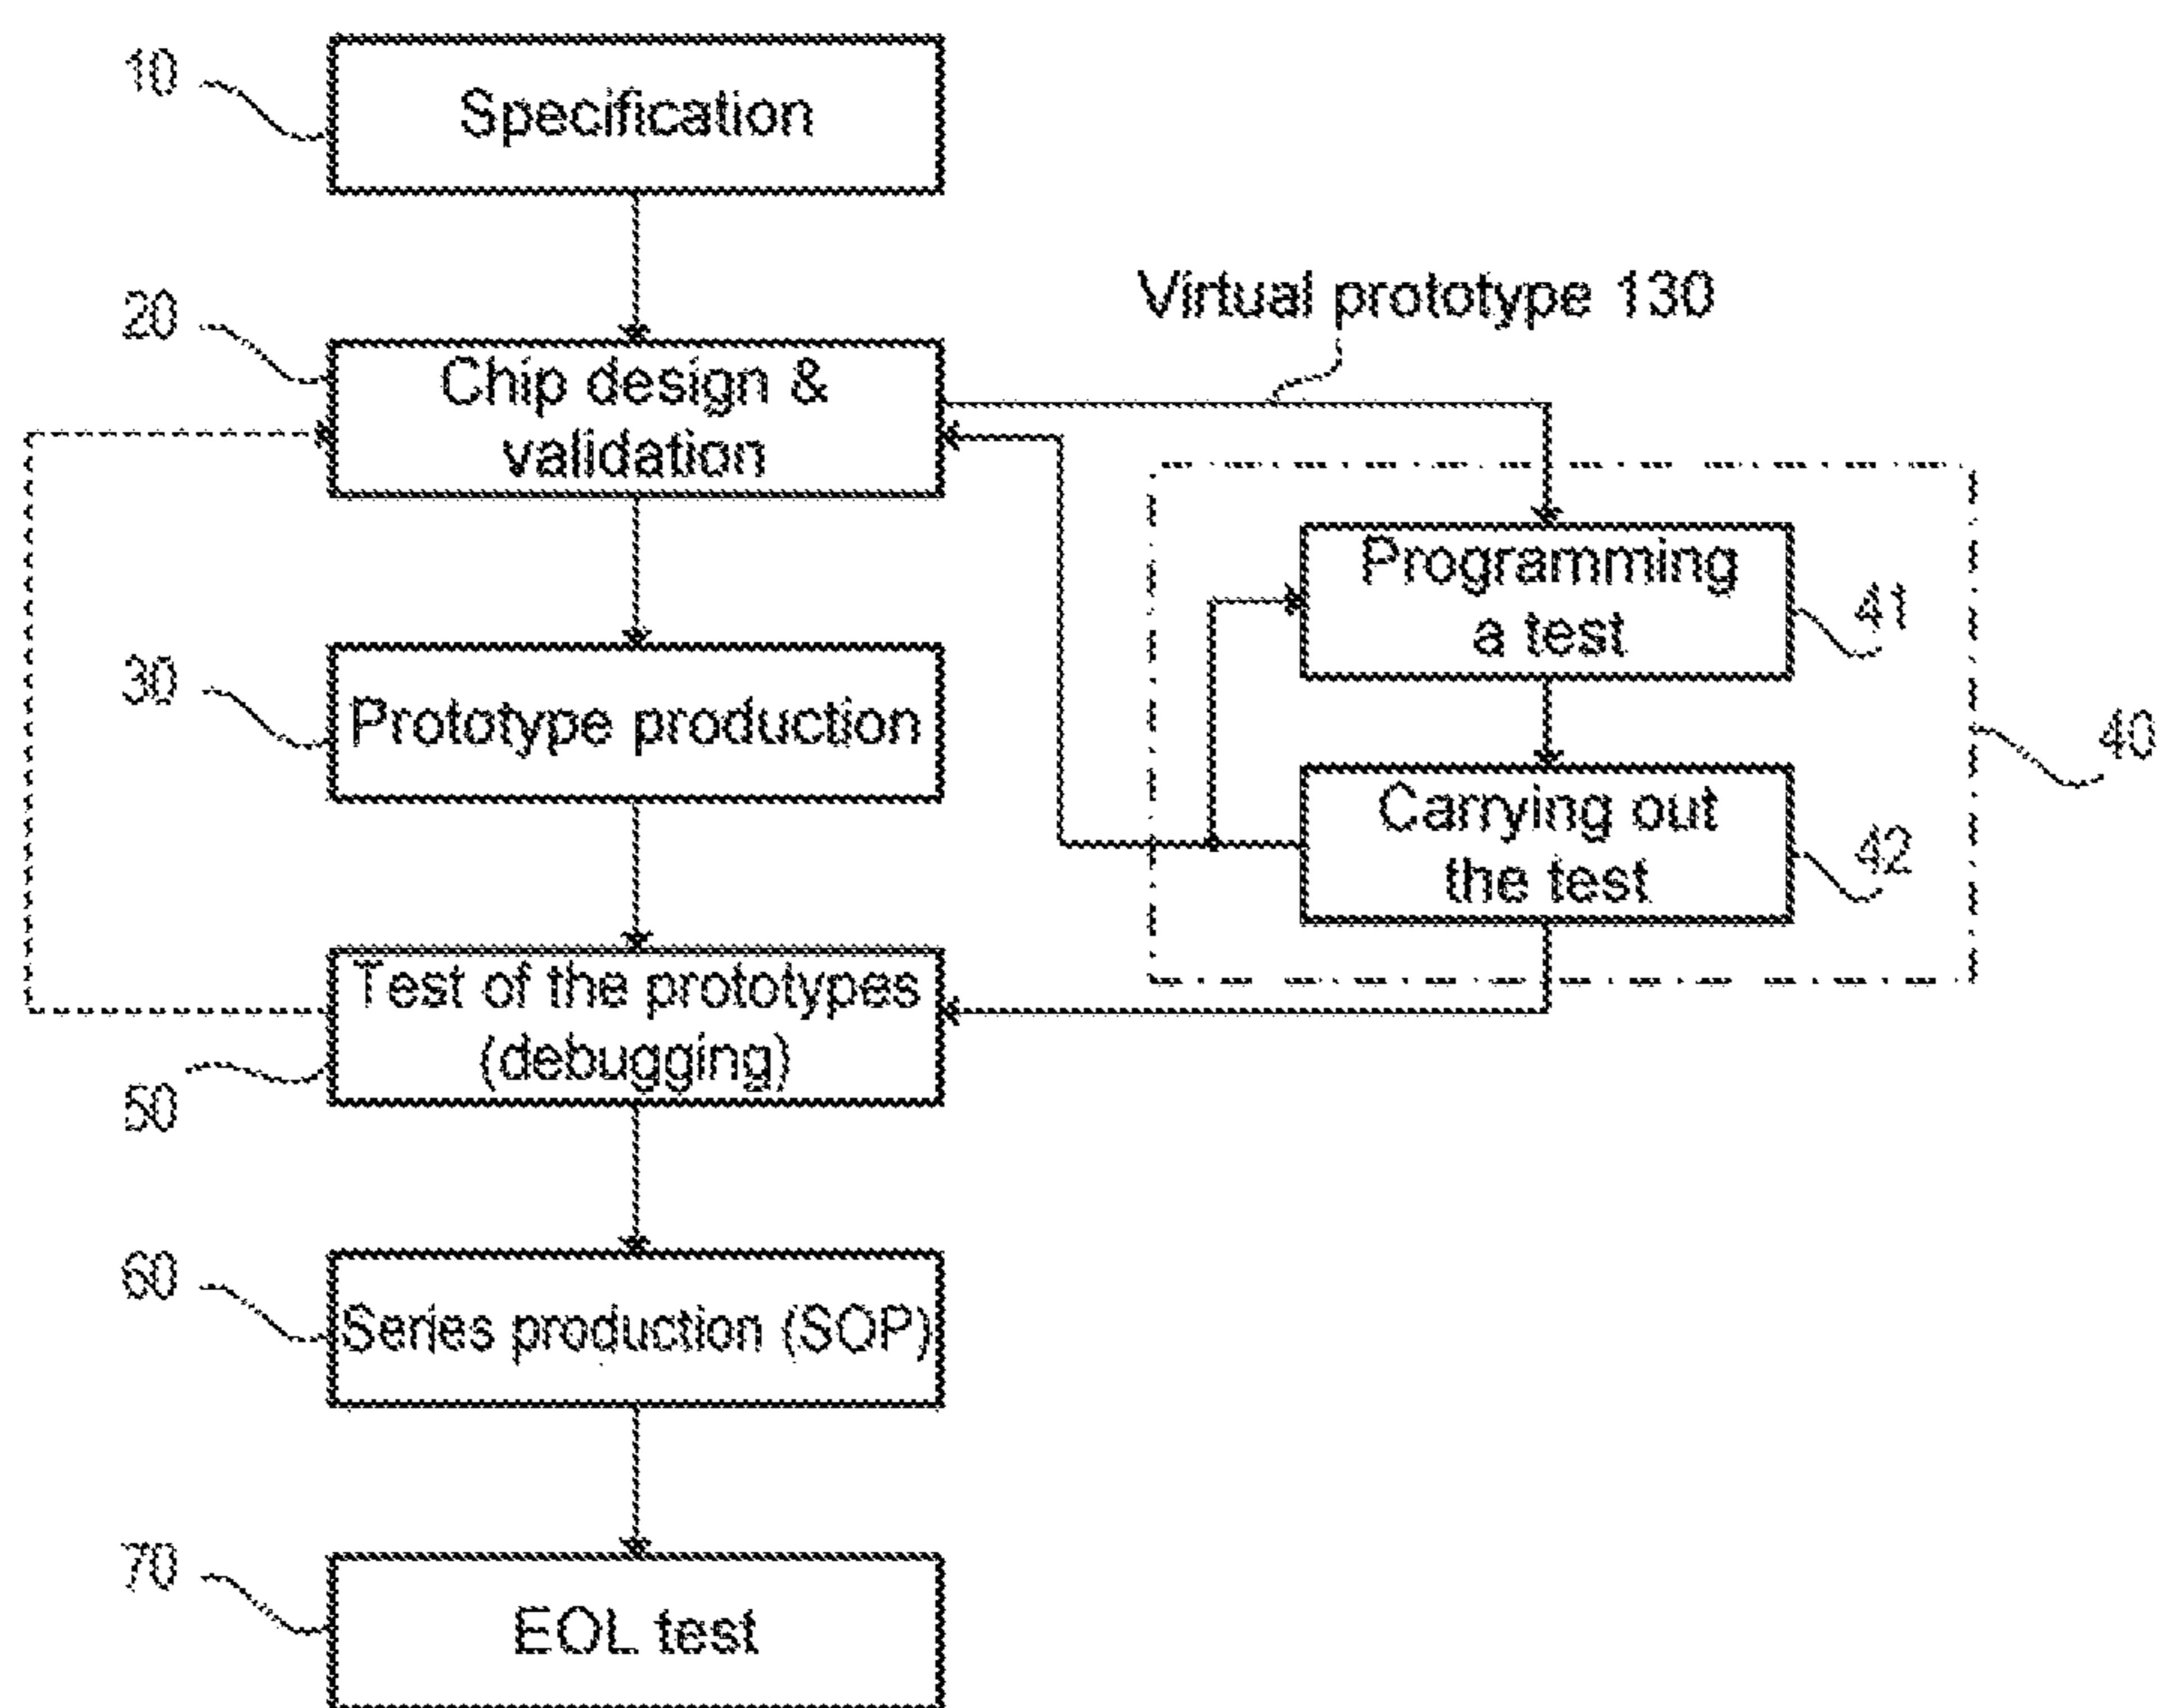 10
Specification
20
Chip design &
validation
Virtual prototype 130
Programming
a test
41
30
Prototype production
40
Carrying out
the test
42
Test of the prototypes
(debugging)
50
60
Series production (SOP)
70
EOL test